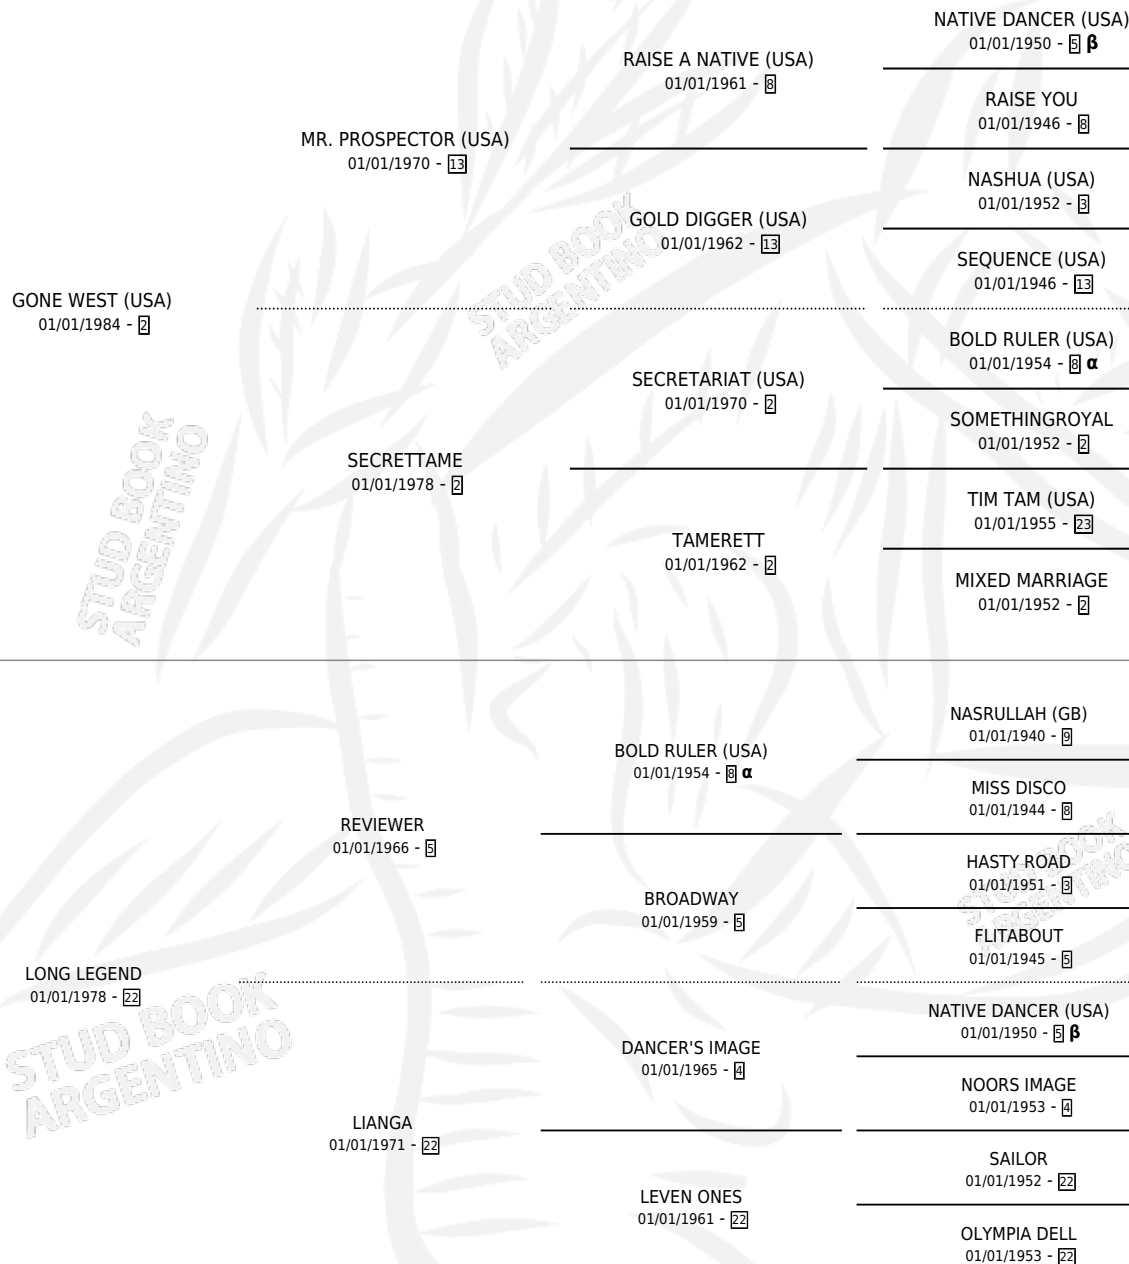 GONE WEST (USA)
01/01/1984 - 2
MR. PROSPECTOR (USA)
01/01/1970 - 13
RAISE A NATIVE (USA)
01/01/1961 - 8
NATIVE DANCER (USA)
01/01/1950 - 5 β
RAISE YOU
01/01/1946 - 8
GOLD DIGGER (USA)
01/01/1962 - 13
NASHUA (USA)
01/01/1952 - 3
SEQUENCE (USA)
01/01/1946 - 13
SECRETTAME
01/01/1978 - 2
SECRETARIAT (USA)
01/01/1970 - 2
BOLD RULER (USA)
01/01/1954 - 8 α
SOMETHINGROYAL
01/01/1952 - 2
TAMERETT
01/01/1962 - 2
TIM TAM (USA)
01/01/1955 - 23
MIXED MARRIAGE
01/01/1952 - 2
LONG LEGEND
01/01/1978 - 22
REVIEWER
01/01/1966 - 5
BOLD RULER (USA)
01/01/1954 - 8 α
NASRULLAH (GB)
01/01/1940 - 9
MISS DISCO
01/01/1944 - 8
BROADWAY
01/01/1959 - 5
HASTY ROAD
01/01/1951 - 3
FLITABOUT
01/01/1945 - 5
LIANGA
01/01/1971 - 22
DANCER'S IMAGE
01/01/1965 - 4
NATIVE DANCER (USA)
01/01/1950 - 5 β
NOORS IMAGE
01/01/1953 - 4
LEVEN ONES
01/01/1961 - 22
SAILOR
01/01/1952 - 22
OLYMPIA DELL
01/01/1953 - 22
STUD BOOK
ARGENTINO
STUD BOOK
ARGENTINO
STUD BOOK
ARGENTINO
STUD BOOK
ARGENTINO